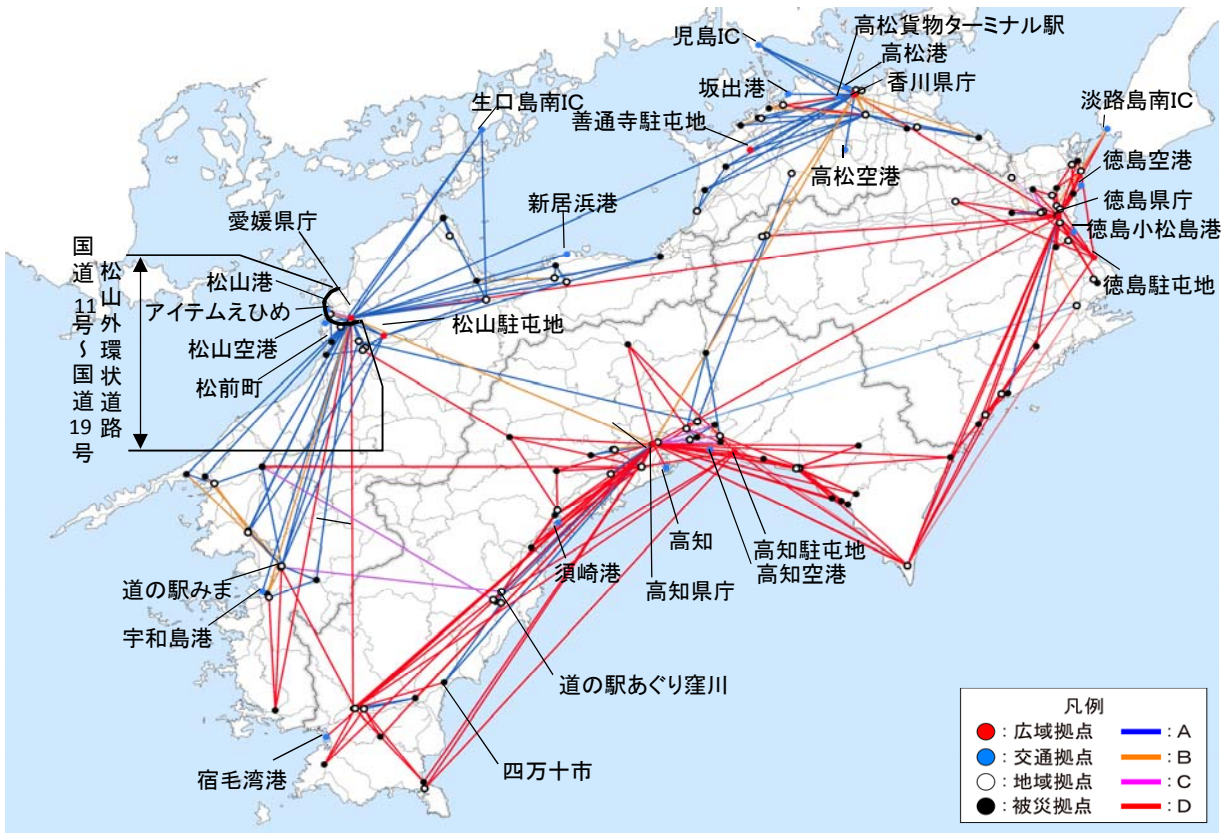 高松貨物ターミナル駅
児島IC
高松港
香川県庁
坂出港
生口島南IC
淡路島南IC
善通寺駐屯地
高松空港
徳島空港
新居浜港
徳島県庁
愛媛県庁
徳島小松島港
国道11号～国道19号
松山外環状道路
松山港
徳島駐屯地
アイテムえひめ
松山駐屯地
松山空港
松前町
高知
高知駐屯地
須崎港
高知空港
道の駅みま
高知県庁
宇和島港
道の駅あぐり窪川
四万十市
宿毛湾港
凡例
：広域拠点 ：A
：交通拠点 ：B
：地域拠点 ：C
：被災拠点 ：D